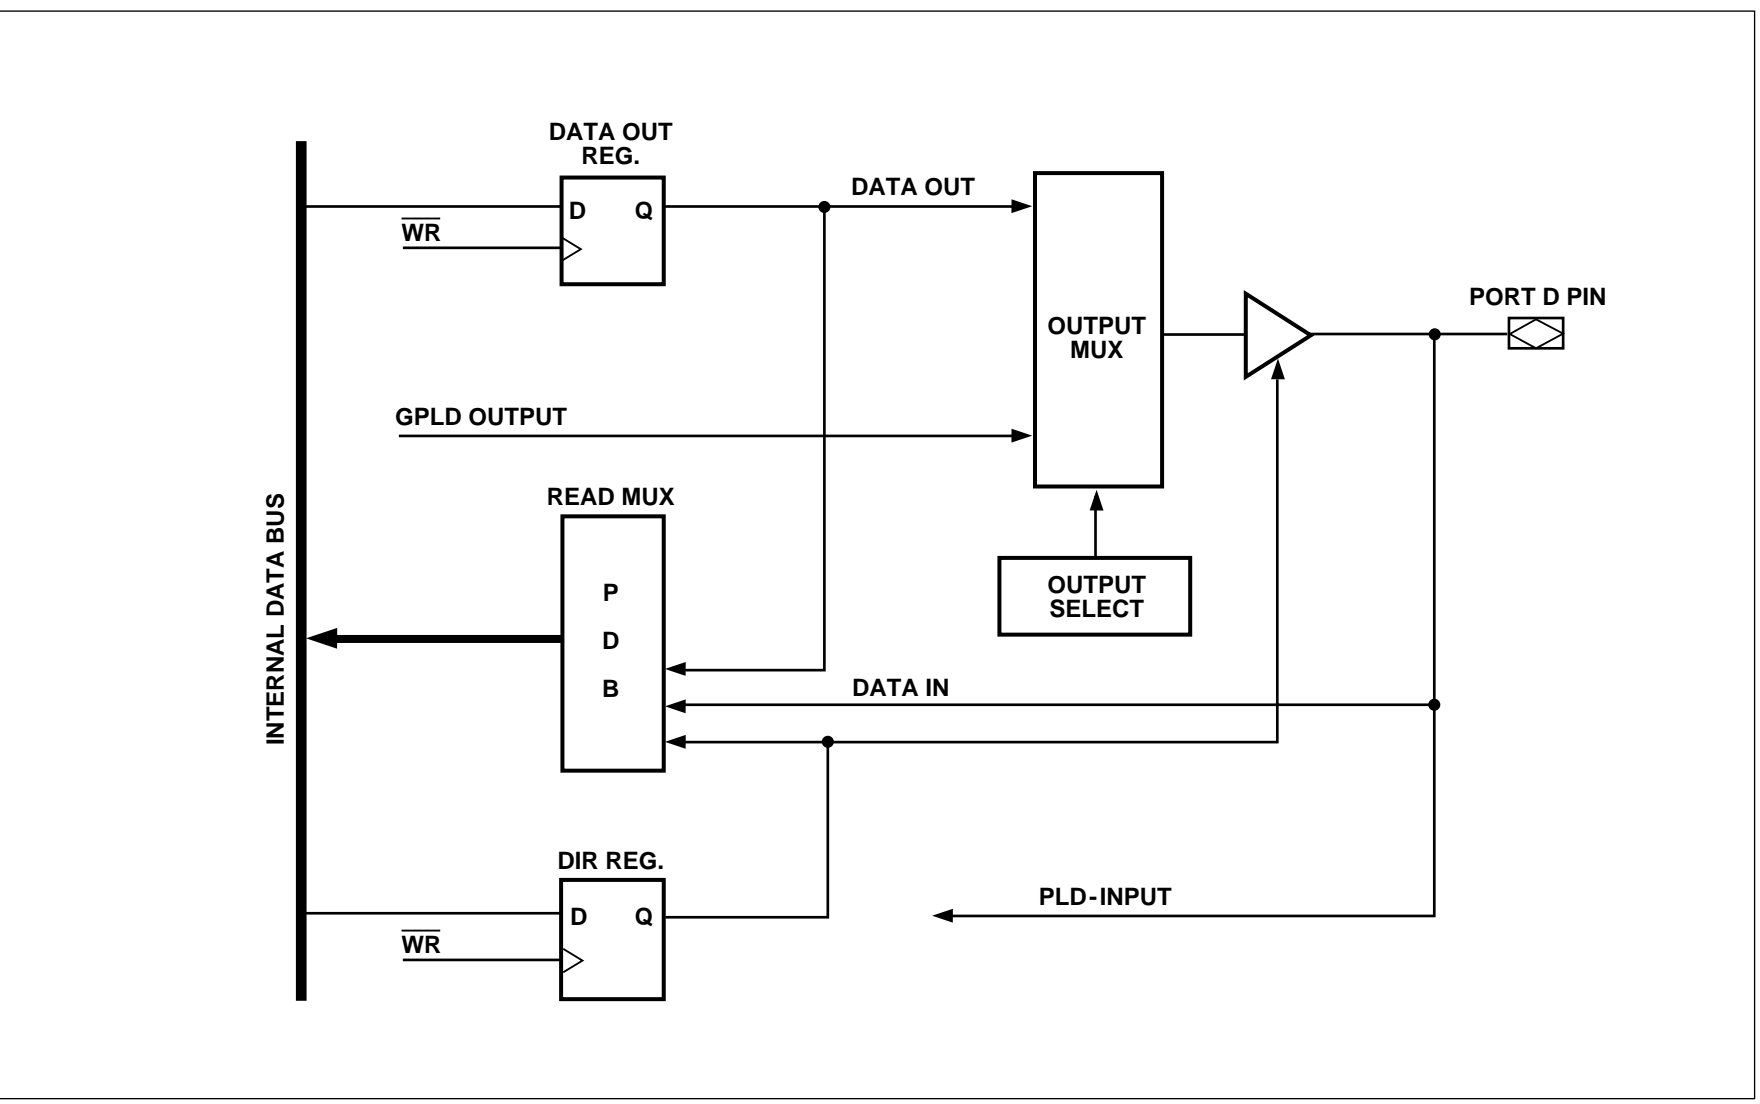 DATA OUT
REG.
DATA OUT
D Q
WR
PORT D PIN
OUTPUT
MUX
GPLD OUTPUT
READ MUX
INTERNAL DATA BUS
P
D
B
OUTPUT
SELECT
DATA IN
DIR REG.
PLD-INPUT
D Q
WR